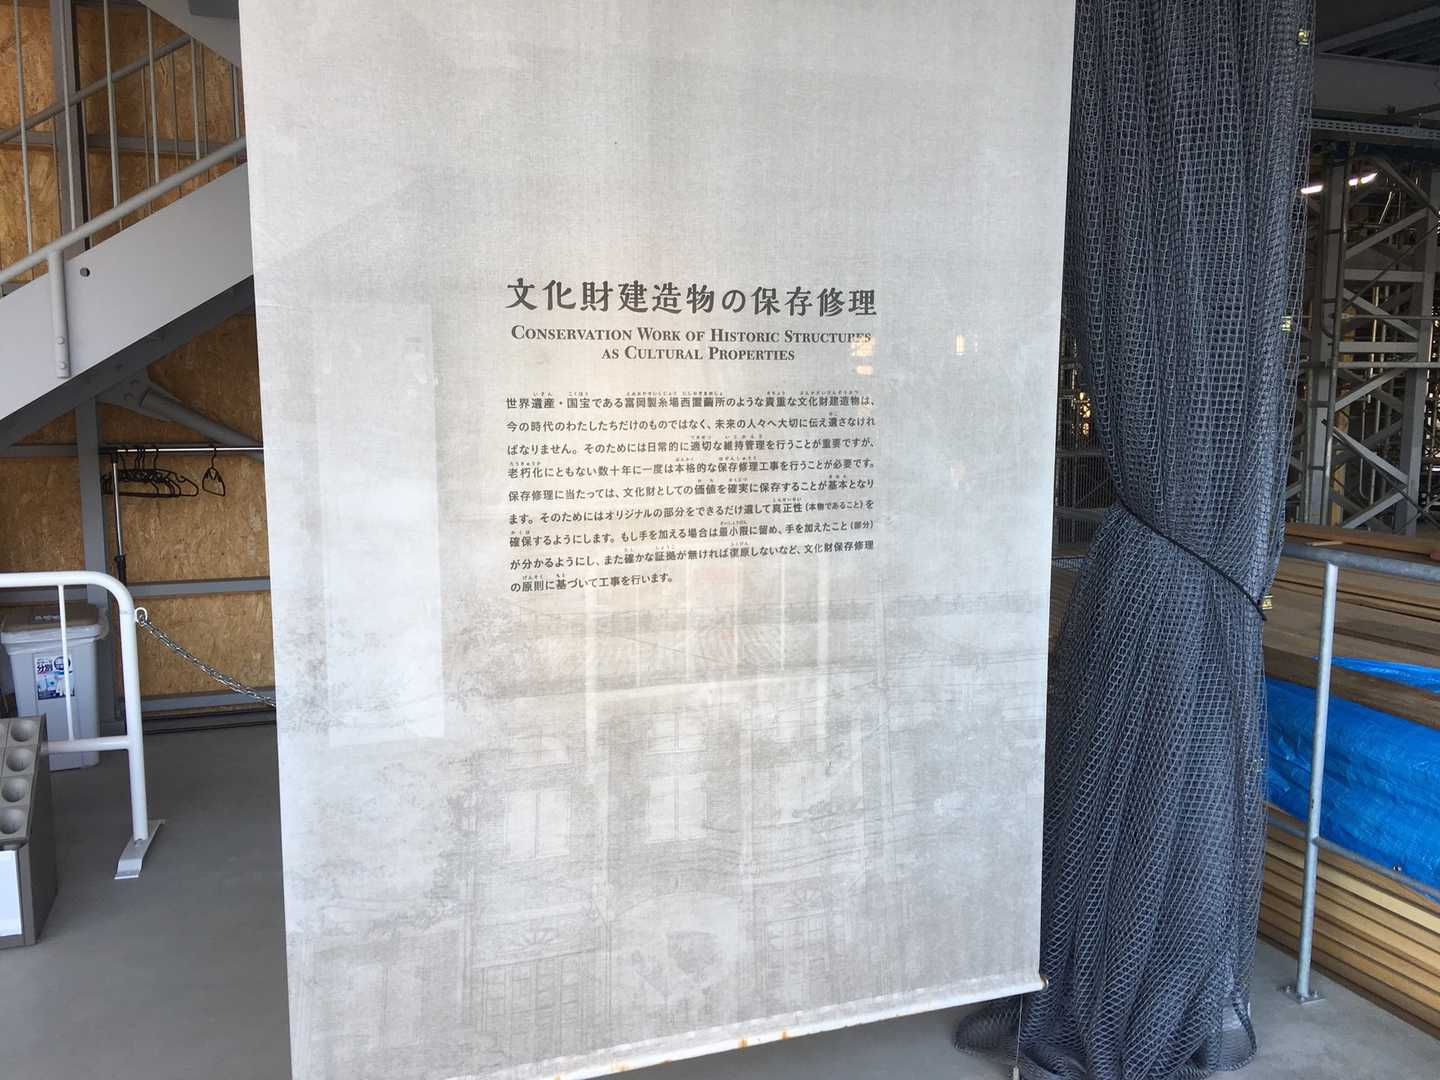 文化財建造物の保存修理
CONSERVATION WORK OF HISTORIC STRUCTURES
AS CULTURAL PROPERTIES
世界遺産・国宝である富岡製糸場西置繭所のような貴重な文化財建造物は、
今の時代のわたしたちだけのものではなく、未来の人々へ大切に伝え遺さなけれ
ばなりません。そのためには日常的に適切な維持管理を行うことが重要ですが、
老朽化にともない数十年に一度は本格的な保存修理工事を行うことが必要です。
保存修理に当たっては、文化財としての価値を確実に保存することが基本となり
ます。そのためにはオリジナルの部分をできるだけ遺して真正性（本物であること）を
確保するようにします。もし手を加える場合は最小限に留め、手を加えたこと（部分）
が分かるようにし、また確かな証拠が無ければ復原しないなど、文化財保存修理
の原則に基づいて工事を行います。
分別